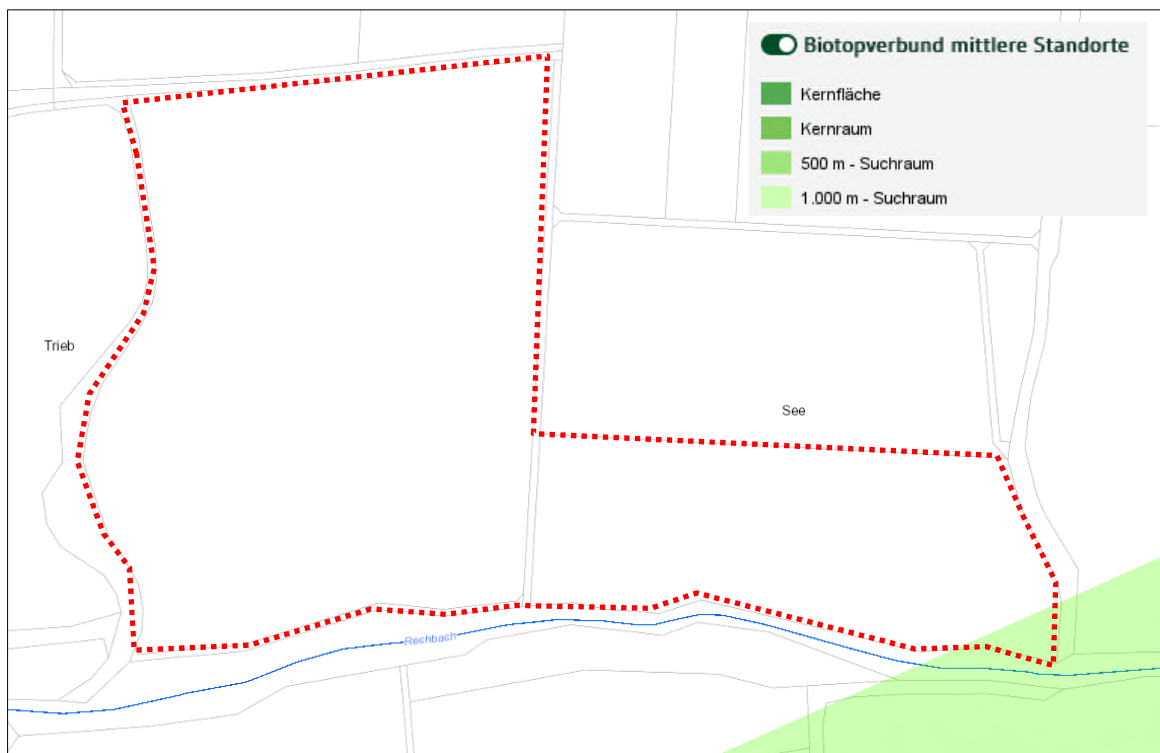 Biotopverbund mittlere Standorte
Kernfläche
Kernraum
500 m - Suchraum
1.000 m - Suchraum
Trieb
See
Rechbach